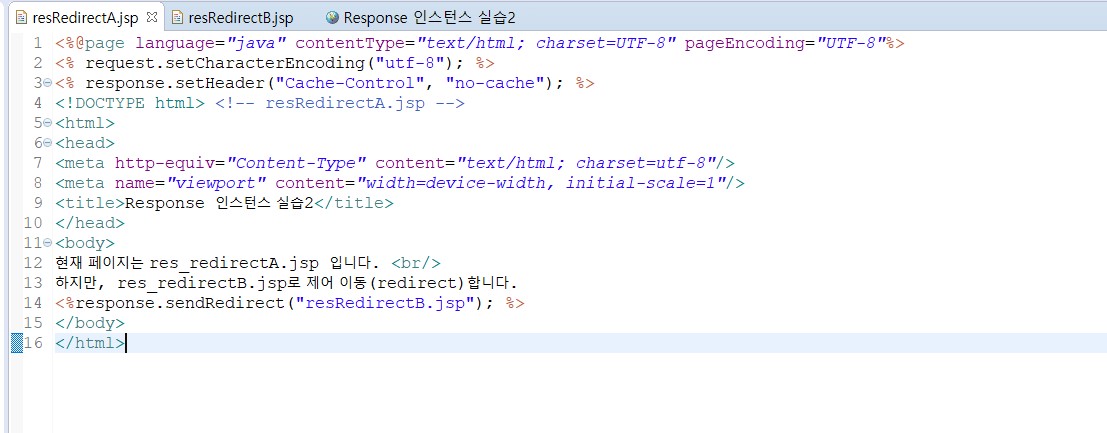 resRedirectA.jsp resRedirectB.jsp Response 인스턴스 실습2
1 <%@page language="java" contentType="text/html; charset=UTF-8" pageEncoding="UTF-8"%>
2 <% request.setCharacterEncoding("utf-8"); %>
3 <% response.setHeader("Cache-Control", "no-cache"); %>
4 <!DOCTYPE html> <!-- resRedirectA.jsp -->
5 <html>
6 <head>
7 <meta http-equiv="Content-Type" content="text/html; charset=utf-8"/>
8 <meta name="viewport" content="width=device-width, initial-scale=1"/>
9 <title>Response 인스턴스 실습2</title>
10 </head>
11 <body>
12 현재 페이지는 res_redirectA.jsp 입니다. <br/>
13 하지만, res_redirectB.jsp로 제어 이동(redirect)합니다.
14 <%response.sendRedirect("resRedirectB.jsp"); %>
15 </body>
16 </html>